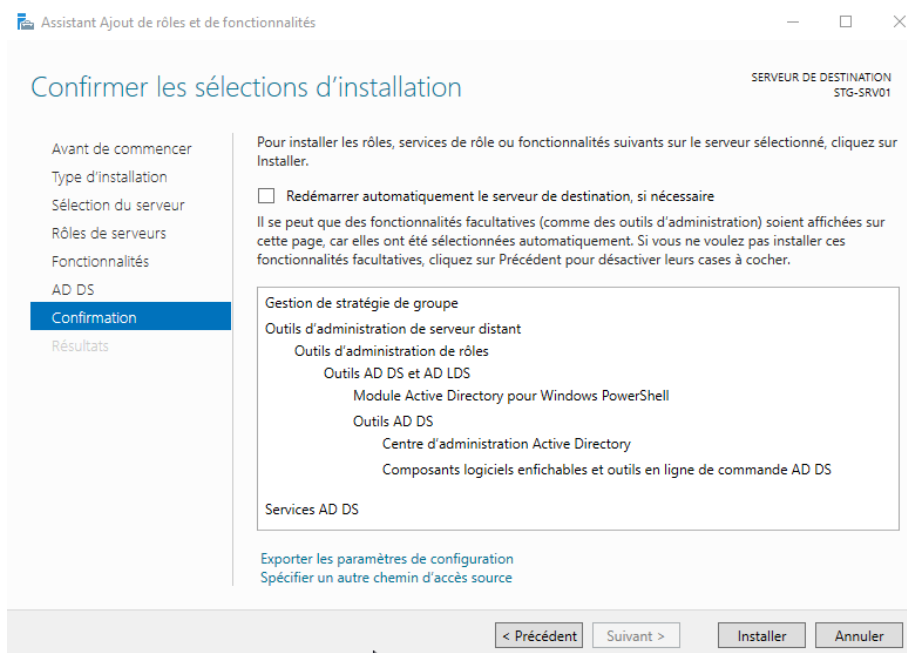 Assistant Ajout de rôles et de fonctionnalités
Confirmer les sélections d'installation
SERVEUR DE DESTINATION
STG-SRV01
Avant de commencer
Type d'installation
Sélection du serveur
Rôles de serveurs
Fonctionnalités
AD DS
Confirmation
Résultats
Pour installer les rôles, services de rôle ou fonctionnalités suivants sur le serveur sélectionné, cliquez sur
Installer.
Redémarrer automatiquement le serveur de destination, si nécessaire
Il se peut que des fonctionnalités facultatives (comme des outils d'administration) soient affichées sur
cette page, car elles ont été sélectionnées automatiquement. Si vous ne voulez pas installer ces
fonctionnalités facultatives, cliquez sur Précédent pour désactiver leurs cases à cocher.
Gestion de stratégie de groupe
Outils d'administration de serveur distant
Outils d'administration de rôles
Outils AD DS et AD LDS
Module Active Directory pour Windows PowerShell
Outils AD DS
Centre d'administration Active Directory
Composants logiciels enfichables et outils en ligne de commande AD DS
Services AD DS
Exporter les paramètres de configuration
Spécifier un autre chemin d'accès source
< Précédent
Suivant >
Installer
Annuler